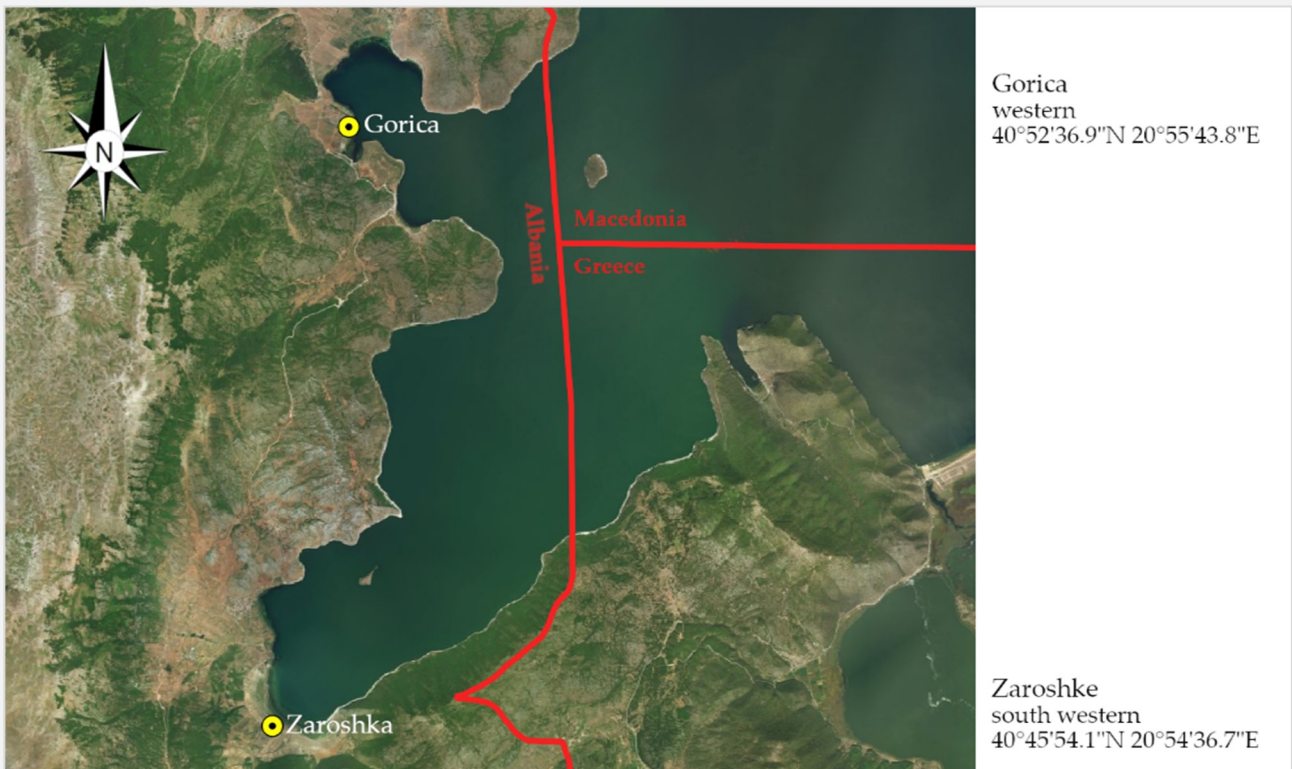 N
Gorica
Albania
Macedonia
Greece
Zaroshka
Gorica
western
40°52'36.9"N 20°55'43.8"E
Zaroshke
south western
40°45'54.1"N 20°54'36.7"E